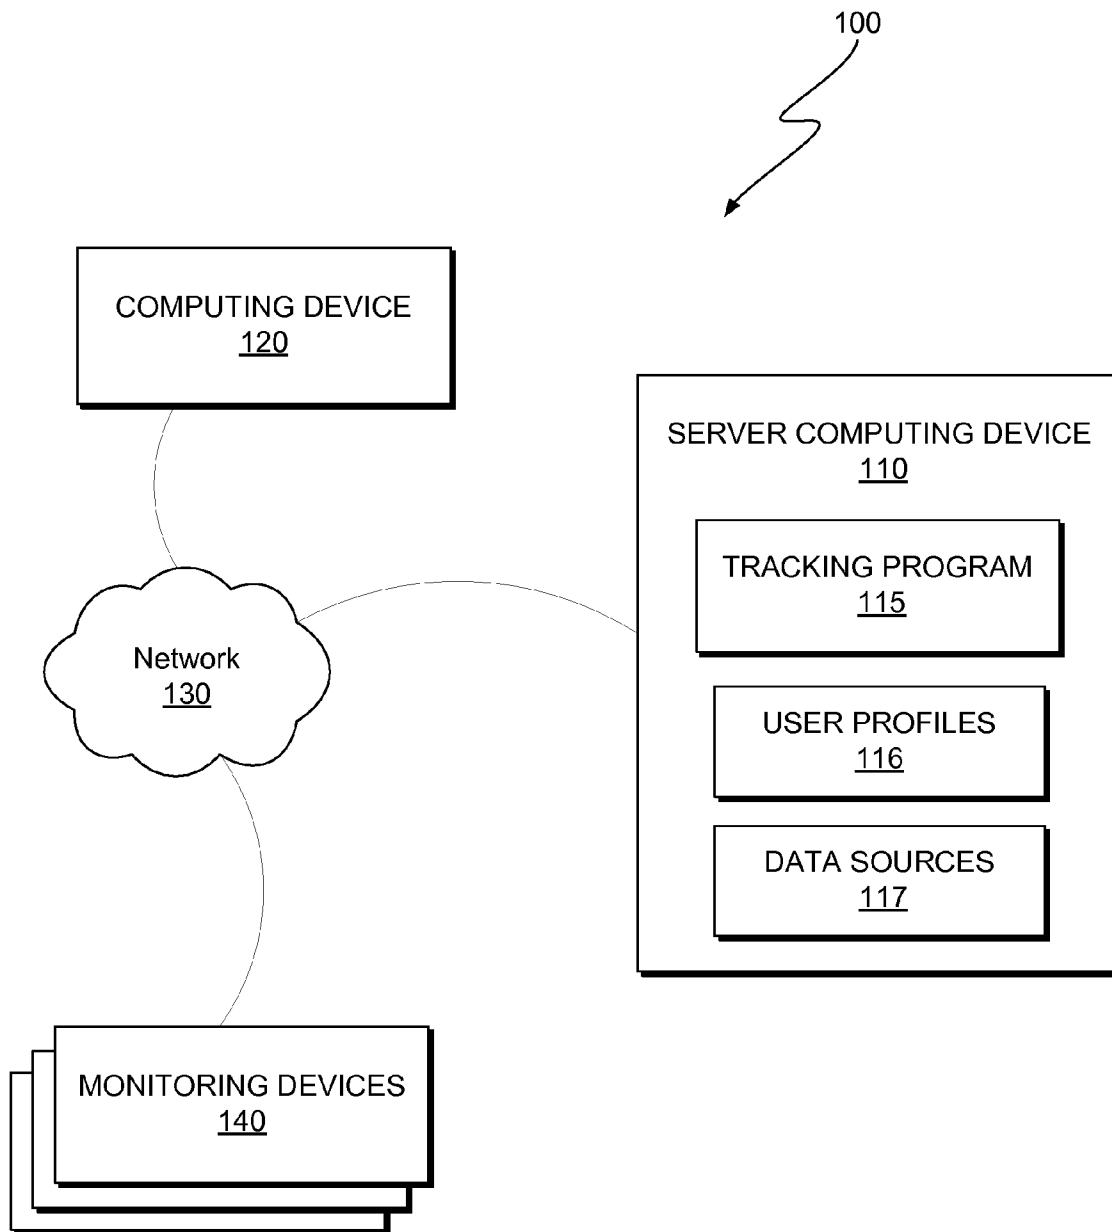 100
COMPUTING DEVICE
120
SERVER COMPUTING DEVICE
110
TRACKING PROGRAM
115
Network
130
USER PROFILES
116
DATA SOURCES
117
MONITORING DEVICES
140